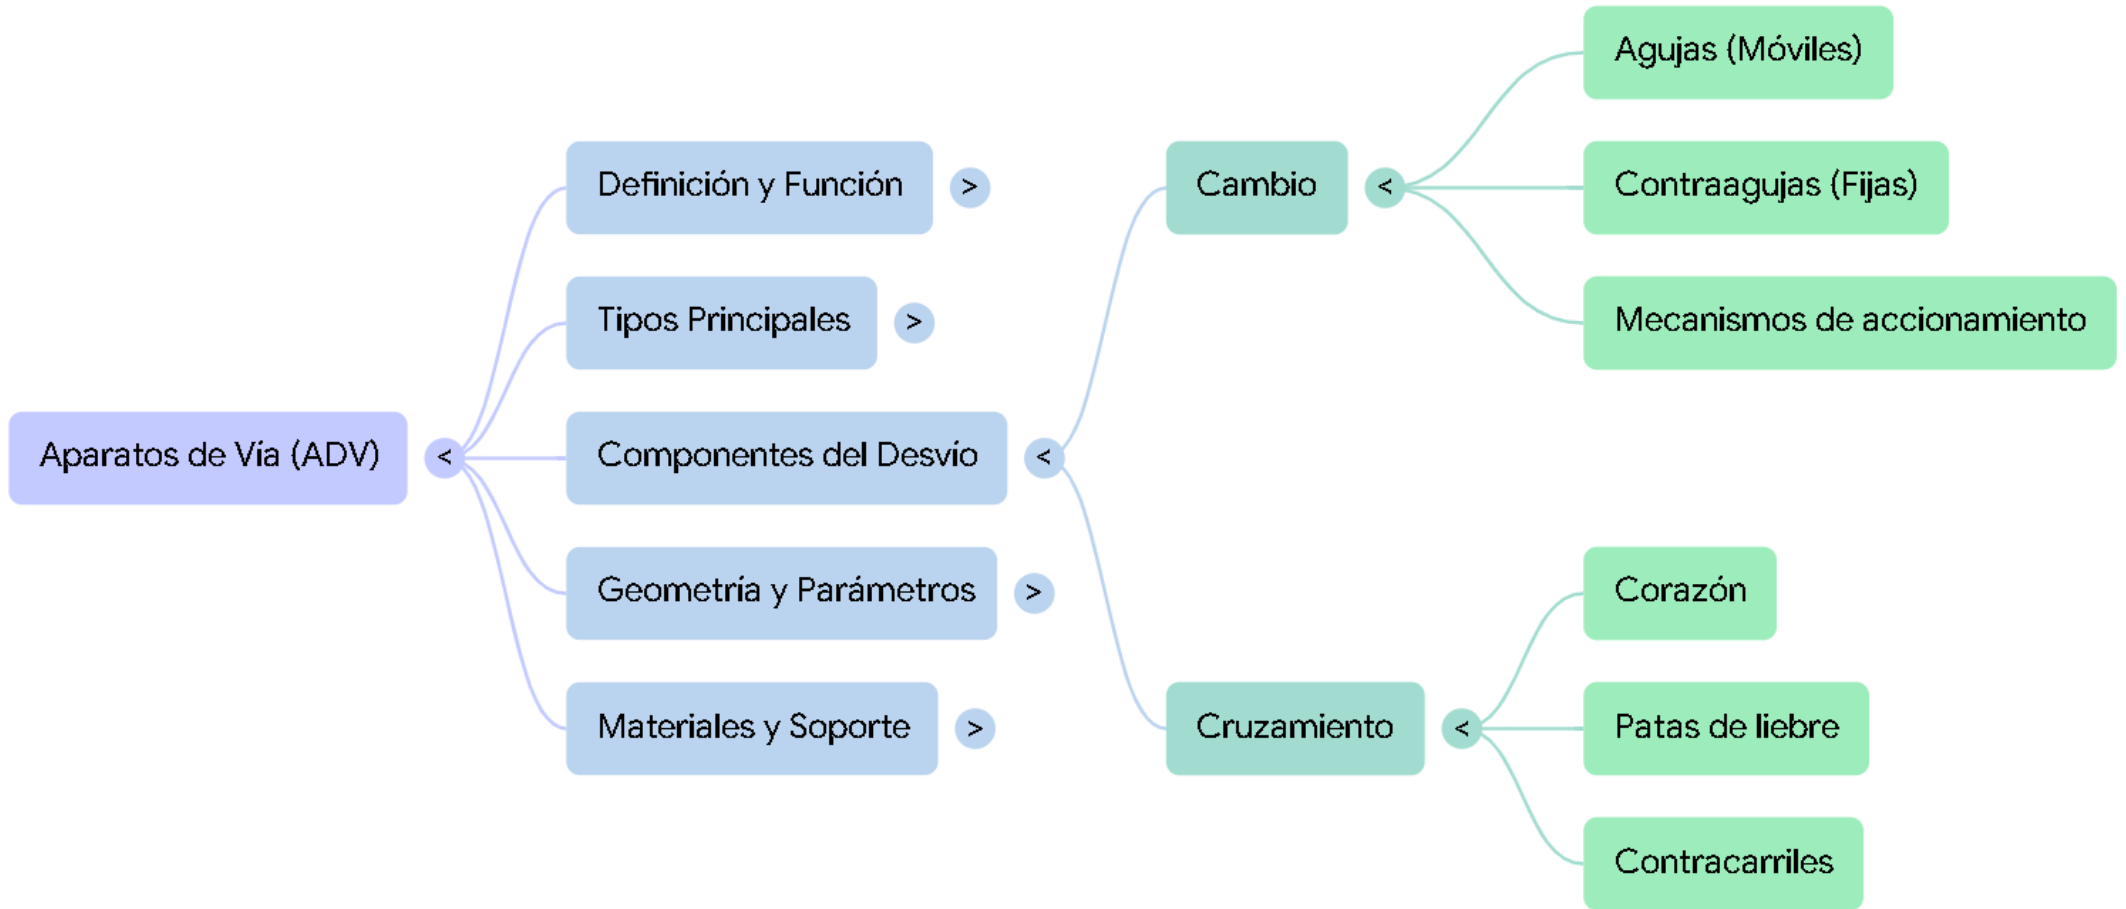 Aparatos de Vía (ADV)
<
Definición y Función
>
Tipos Principales
>
Componentes del Desvío
<
Geometría y Parámetros
>
Materiales y Soporte
>
Cambio
<
Agujas (Móviles)
Contraagujas (Fijas)
Mecanismos de accionamiento
Cruzamiento
<
Corazón
Patas de liebre
Contracarriles